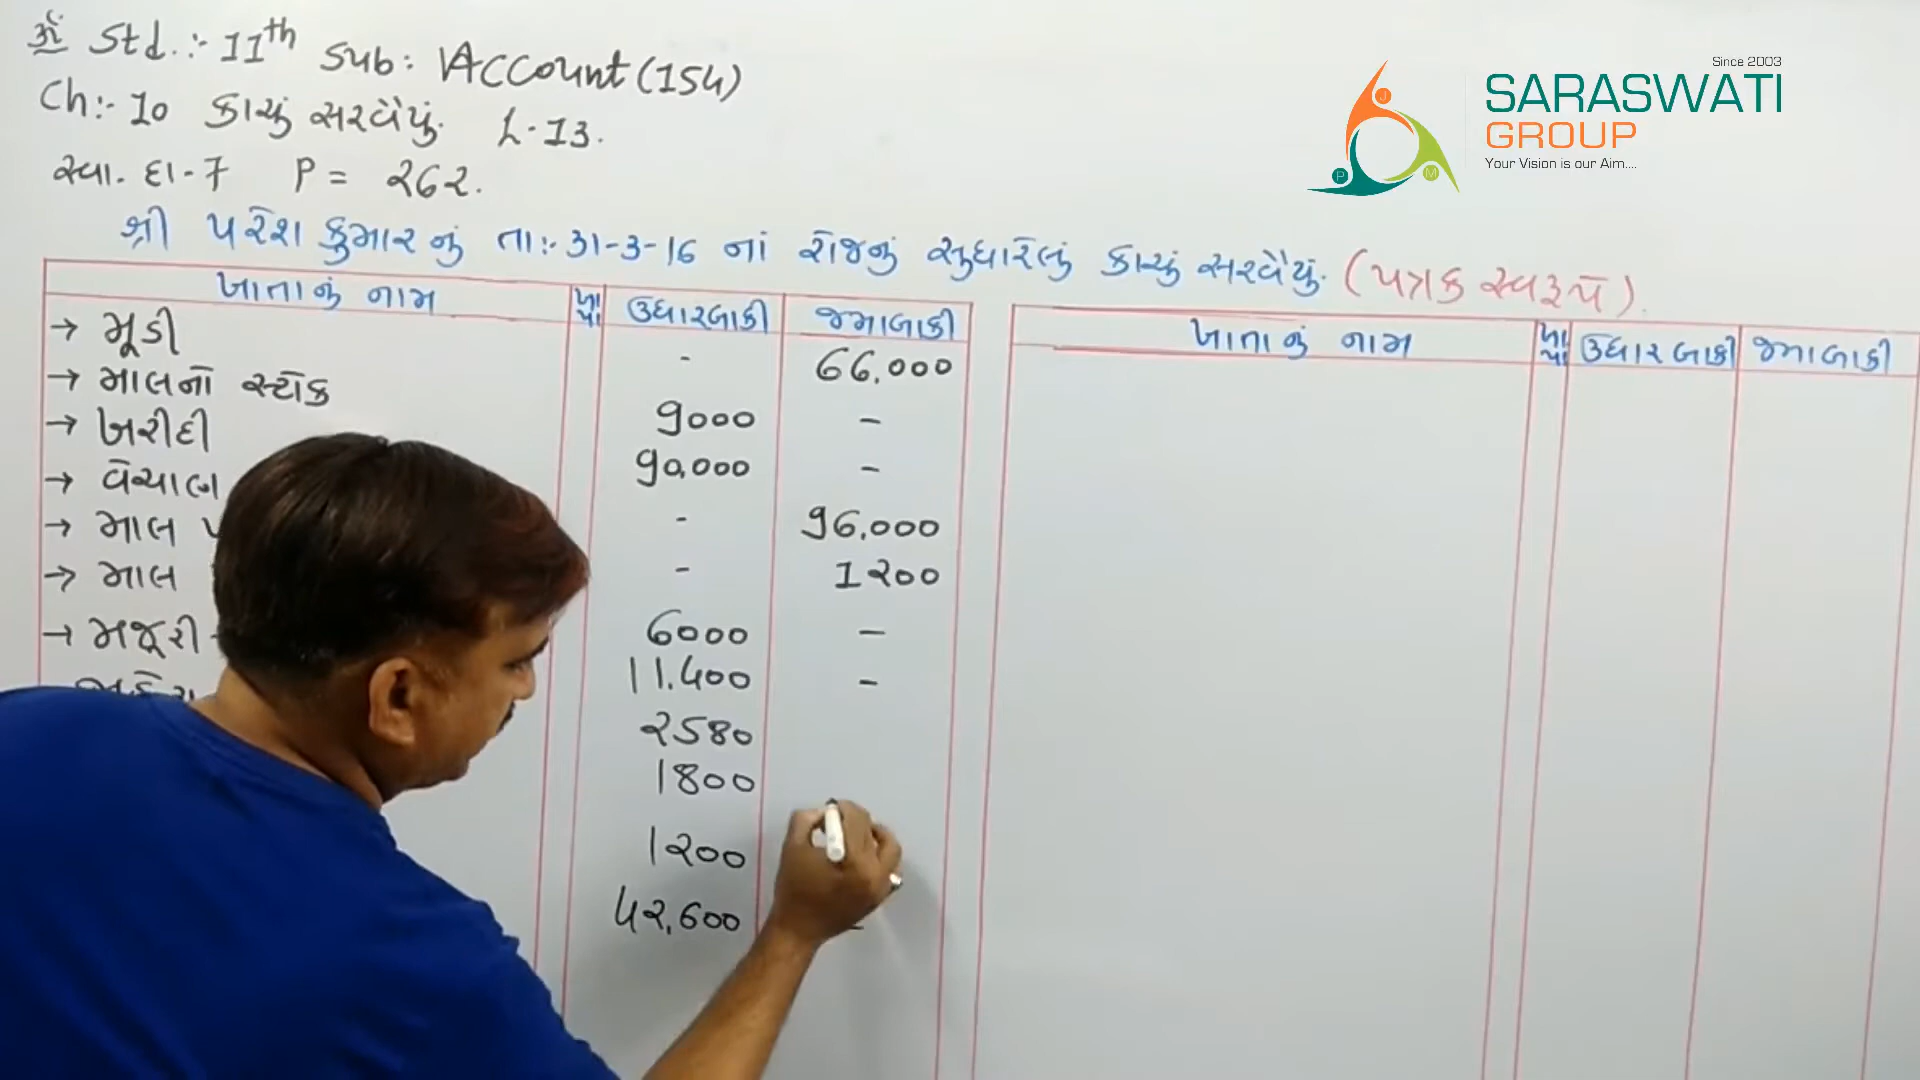 ૐ Std.:- 11th Sub: Account(154)
Ch:- 10 કાચું સરવૈયું. L-13.
સ્વા. દા-7 P = 262.
શ્રી પરેશ કુમારનું તા:-31-3-16 નાં રોજનું સુધારેલું કાચું સરવૈયું. (પત્રક સ્વરૂપે).
ખાતાનું નામ ખા પા ઉધારબાકી જમાબાકી
→ મૂડી - 66,000
→ માલનો સ્ટૉક 9000 -
→ ખરીદી 90,000 -
→ વેચાણ - 96,000
→ માલ - 1200
→ માલ 6000 -
→ મજૂરી 11,400 -
2580
1800
1200
42,600 -
ખાતાનું નામ ખા પા ઉધાર બાકી જમાબાકી
Since 2003
SARASWATI
GROUP
Your Vision is our Aim....
J
P
M